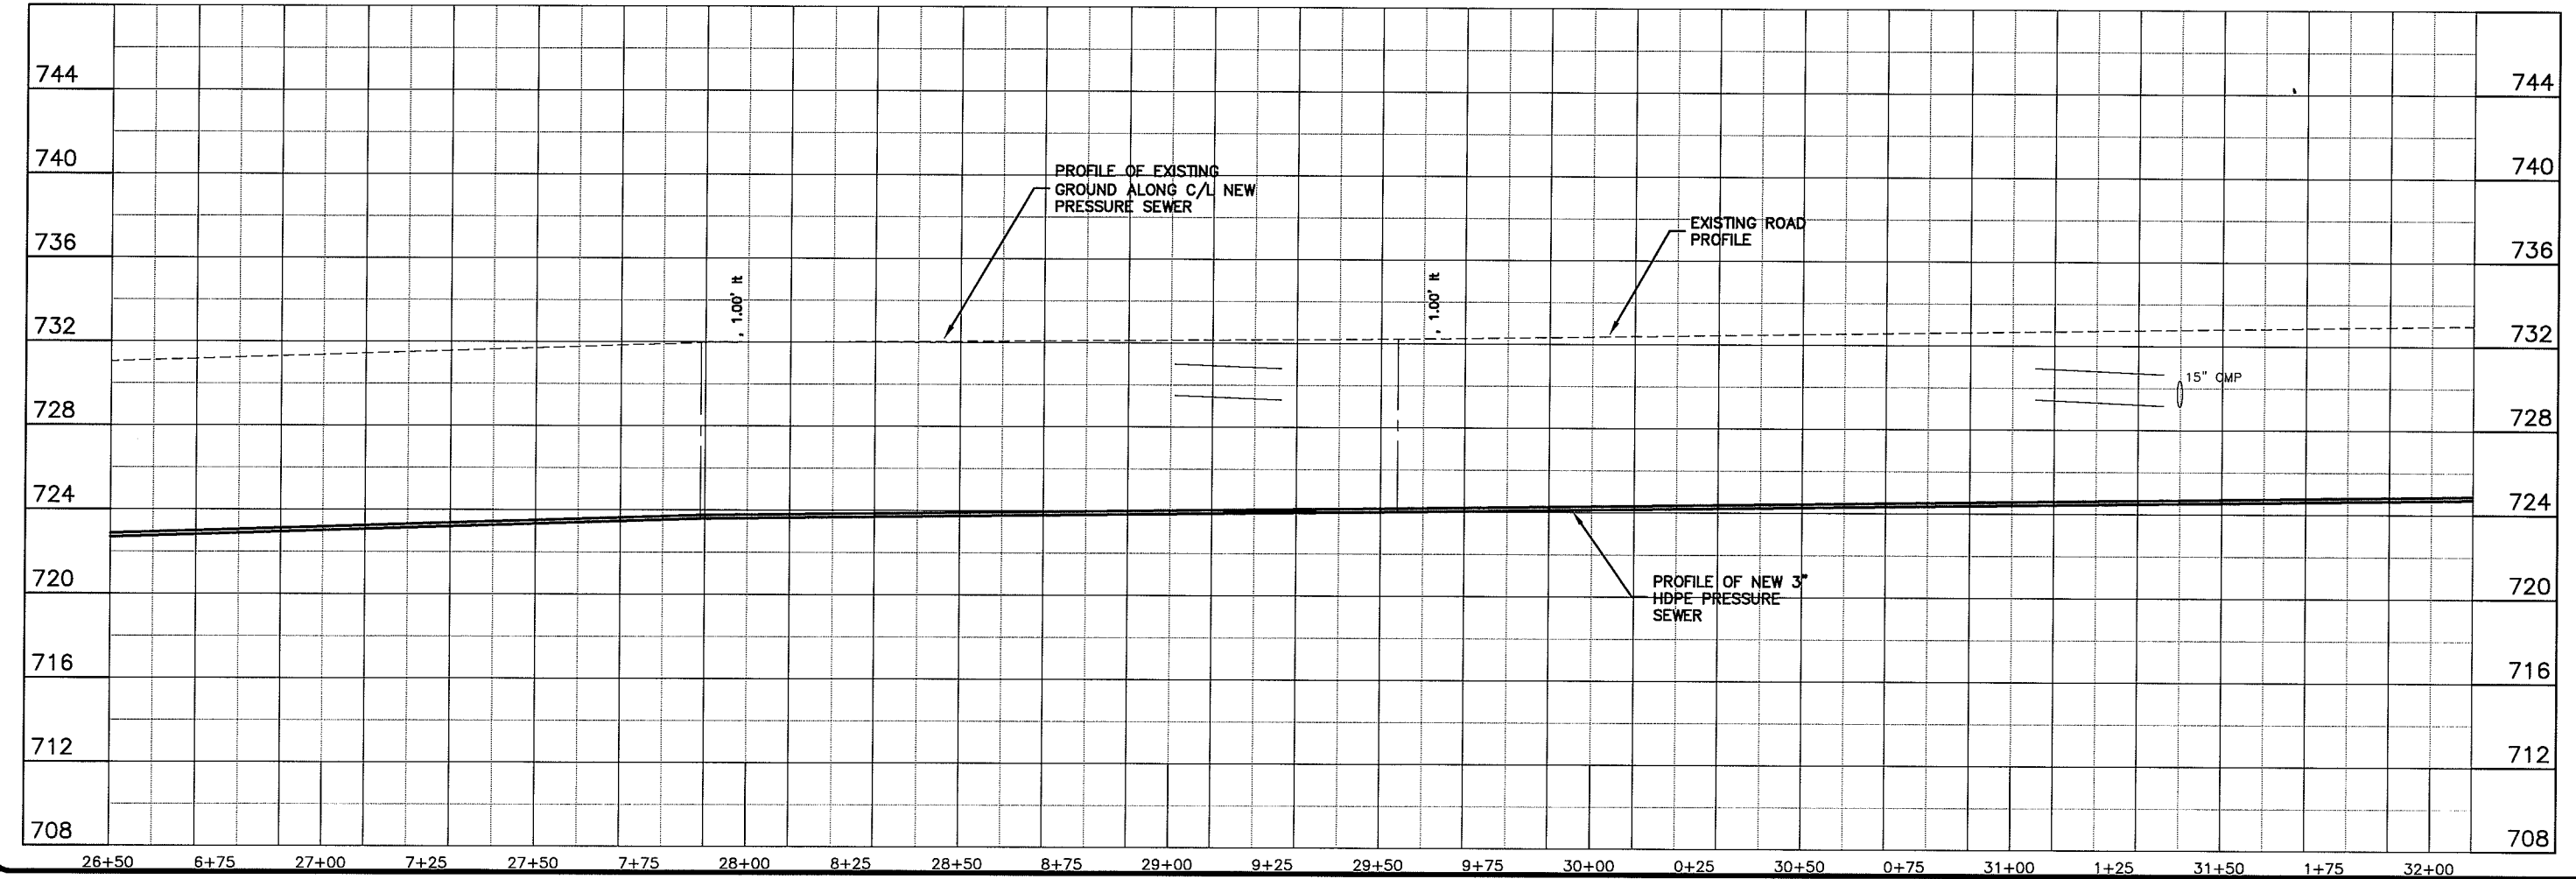 744 744
740 740
PROFILE OF EXISTING
GROUND ALONG C/L NEW
PRESSURE SEWER
EXISTING ROAD
PROFILE
736 736
, 1.00' lt
, 1.00' lt
732 732
15" CMP
728 728
724 724
720 720
PROFILE OF NEW 3"
HDPE PRESSURE
SEWER
716 716
712 712
708 708
26+50 6+75 27+00 7+25 27+50 7+75 28+00 8+25 28+50 8+75 29+00 9+25 29+50 9+75 30+00 0+25 30+50 0+75 31+00 1+25 31+50 1+75 32+00